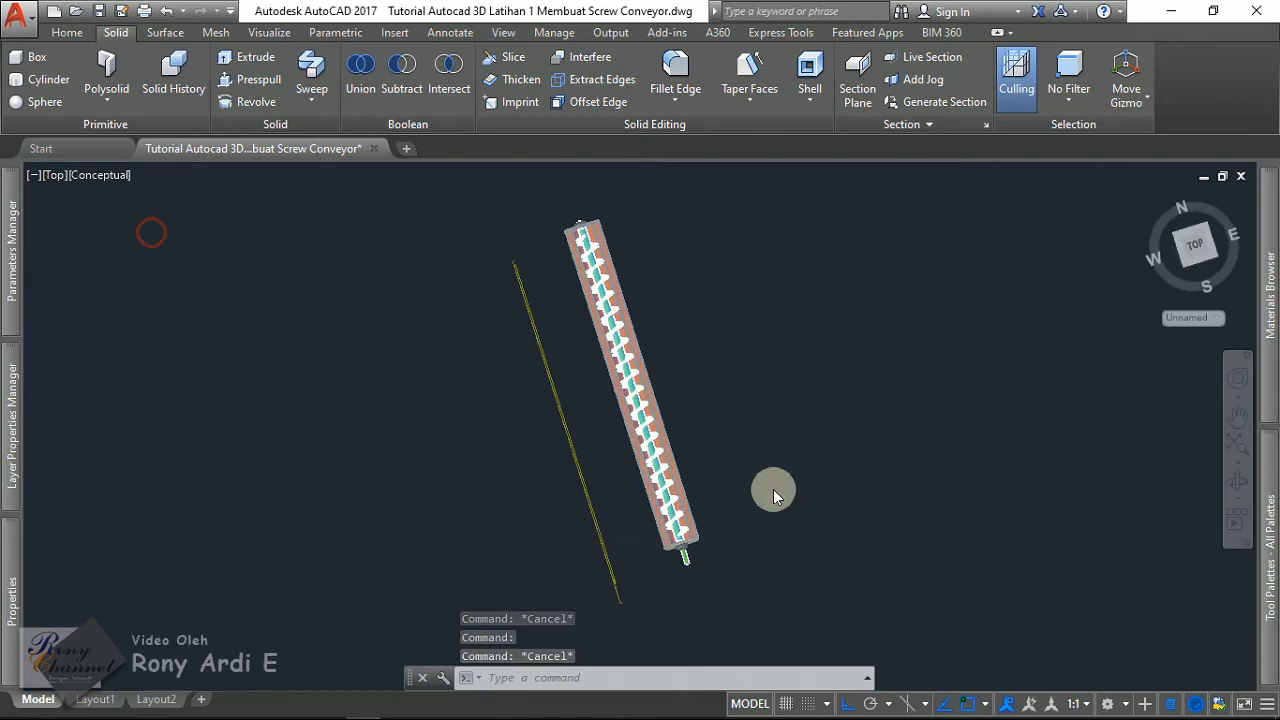 Autodesk AutoCAD 2017 Tutorial Autocad 3D Latihan 1 Membuat Screw Conveyor.dwg
Type a keyword or phrase
Sign In
Home Solid Surface Mesh Visualize Parametric Insert Annotate View Manage Output Add-ins A360 Express Tools Featured Apps BIM 360
Box
Cylinder
Sphere
Polysolid
Solid History
Primitive
Extrude
Presspull
Revolve
Sweep
Solid
Union Subtract Intersect
Boolean
Slice
Thicken
Imprint
Interfere
Extract Edges
Offset Edge
Fillet Edge
Taper Faces
Shell
Solid Editing
Section
Plane
Live Section
Add Jog
Generate Section
Section
Culling
No Filter
Move
Gizmo
Selection
Start
Tutorial Autocad 3D...buat Screw Conveyor*
[−][Top][Conceptual]
Parameters Manager
Layer Properties Manager
Properties
N
E
S
W
TOP
Unnamed
Materials Browser
Tool Palettes - All Palettes
Command: *Cancel*
Command:
Command: *Cancel*
Type a command
Rony
Channel
Video Oleh
Rony Ardi E
Model Layout1 Layout2
MODEL
1:1